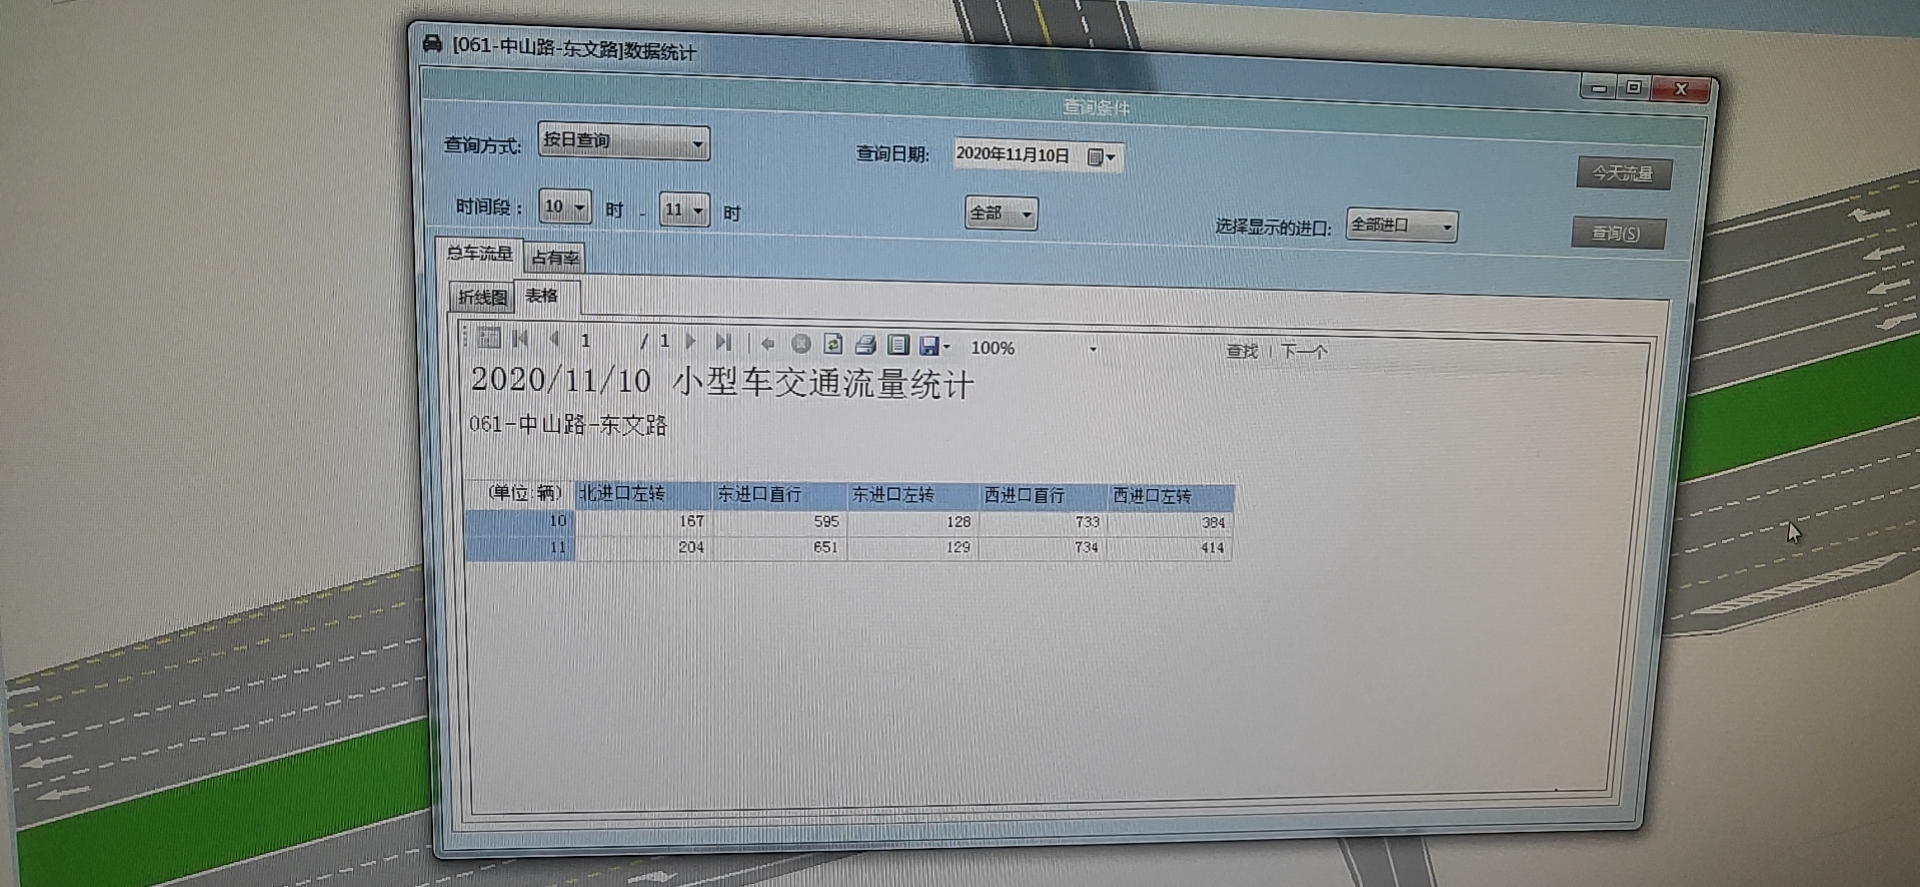 [061-中山路-东文路]数据统计
查询条件
查询方式: 按日查询 查询日期: 2020年11月10日 今天流量
时间段： 10 时 - 11 时 全部 选择显示的进口: 全部进口 查询(S)
总车流量 占有率
折线图 表格
1 / 1 100% 查找 | 下一个
2020/11/10 小型车交通流量统计
061-中山路-东文路
(单位:辆) 北进口左转 东进口直行 东进口左转 西进口直行 西进口左转
10 167 595 128 733 384
11 204 651 129 734 414